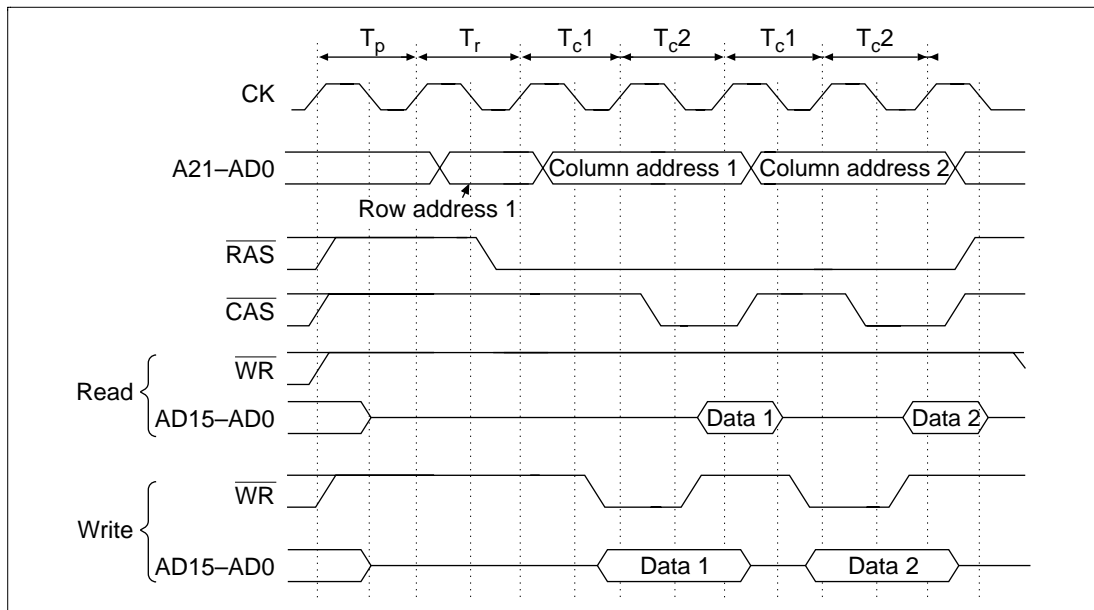 Tp Tr Tc1 Tc2 Tc1 Tc2
CK
A21–AD0 Column address 1 Column address 2
Row address 1
RAS
CAS
WR
Read
AD15–AD0 Data 1 Data 2
WR
Write
AD15–AD0 Data 1 Data 2